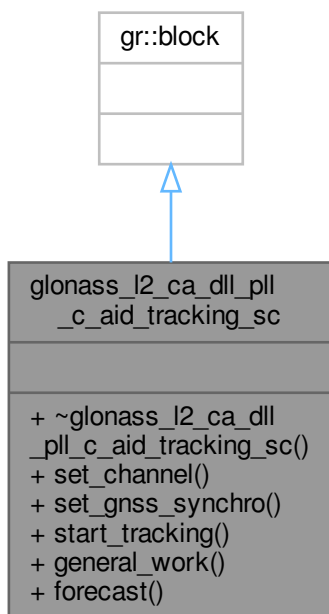 gr::block
glonass_l2_ca_dll_pll
_c_aid_tracking_sc
+ ~glonass_l2_ca_dll
_pll_c_aid_tracking_sc()
+ set_channel()
+ set_gnss_synchro()
+ start_tracking()
+ general_work()
+ forecast()